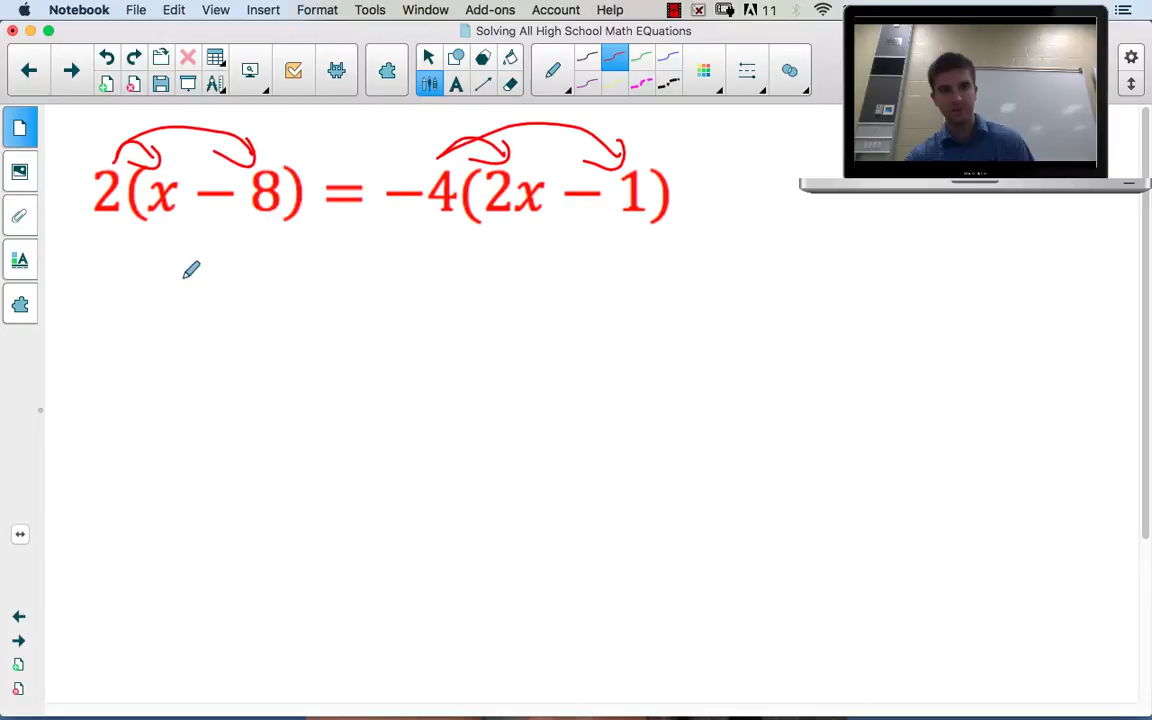 Notebook File Edit View Insert Format Tools Window Add-ons Account Help 11
Solving All High School Math EQuations
2(x − 8) = −4(2x − 1)